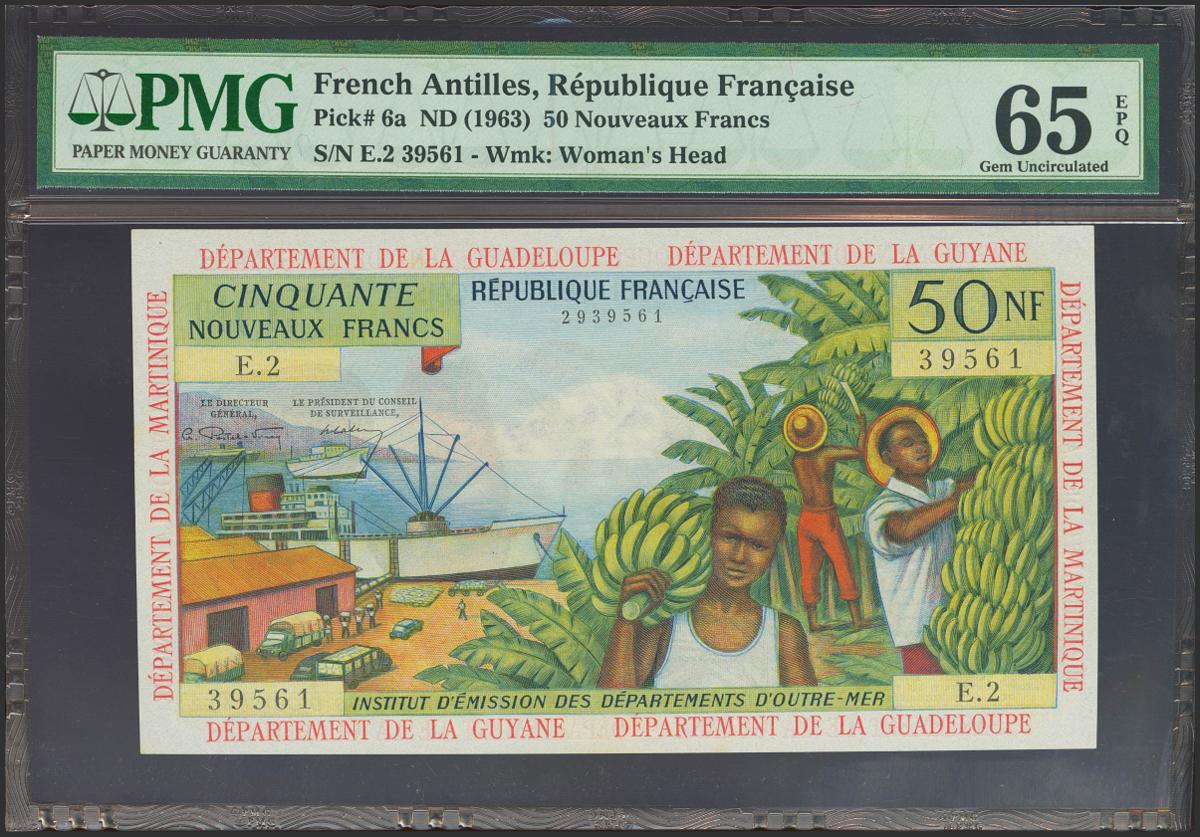 PMG
PAPER MONEY GUARANTY
French Antilles, République Française
Pick# 6a ND (1963) 50 Nouveaux Francs
S/N E.2 39561 - Wmk: Woman's Head
65
EPQ
Gem Uncirculated
DÉPARTEMENT DE LA GUADELOUPE DÉPARTEMENT DE LA GUYANE
DÉPARTEMENT DE LA MARTINIQUE
CINQUANTE
NOUVEAUX FRANCS
E.2
RÉPUBLIQUE FRANÇAISE
2939561
50NF
39561
DÉPARTEMENT DE LA MARTINIQUE
LE DIRECTEUR
GÉNÉRAL,
LE PRÉSIDENT DU CONSEIL
DE SURVEILLANCE,
39561
INSTITUT D'ÉMISSION DES DÉPARTEMENTS D'OUTRE-MER
E.2
DÉPARTEMENT DE LA GUYANE DÉPARTEMENT DE LA GUADELOUPE